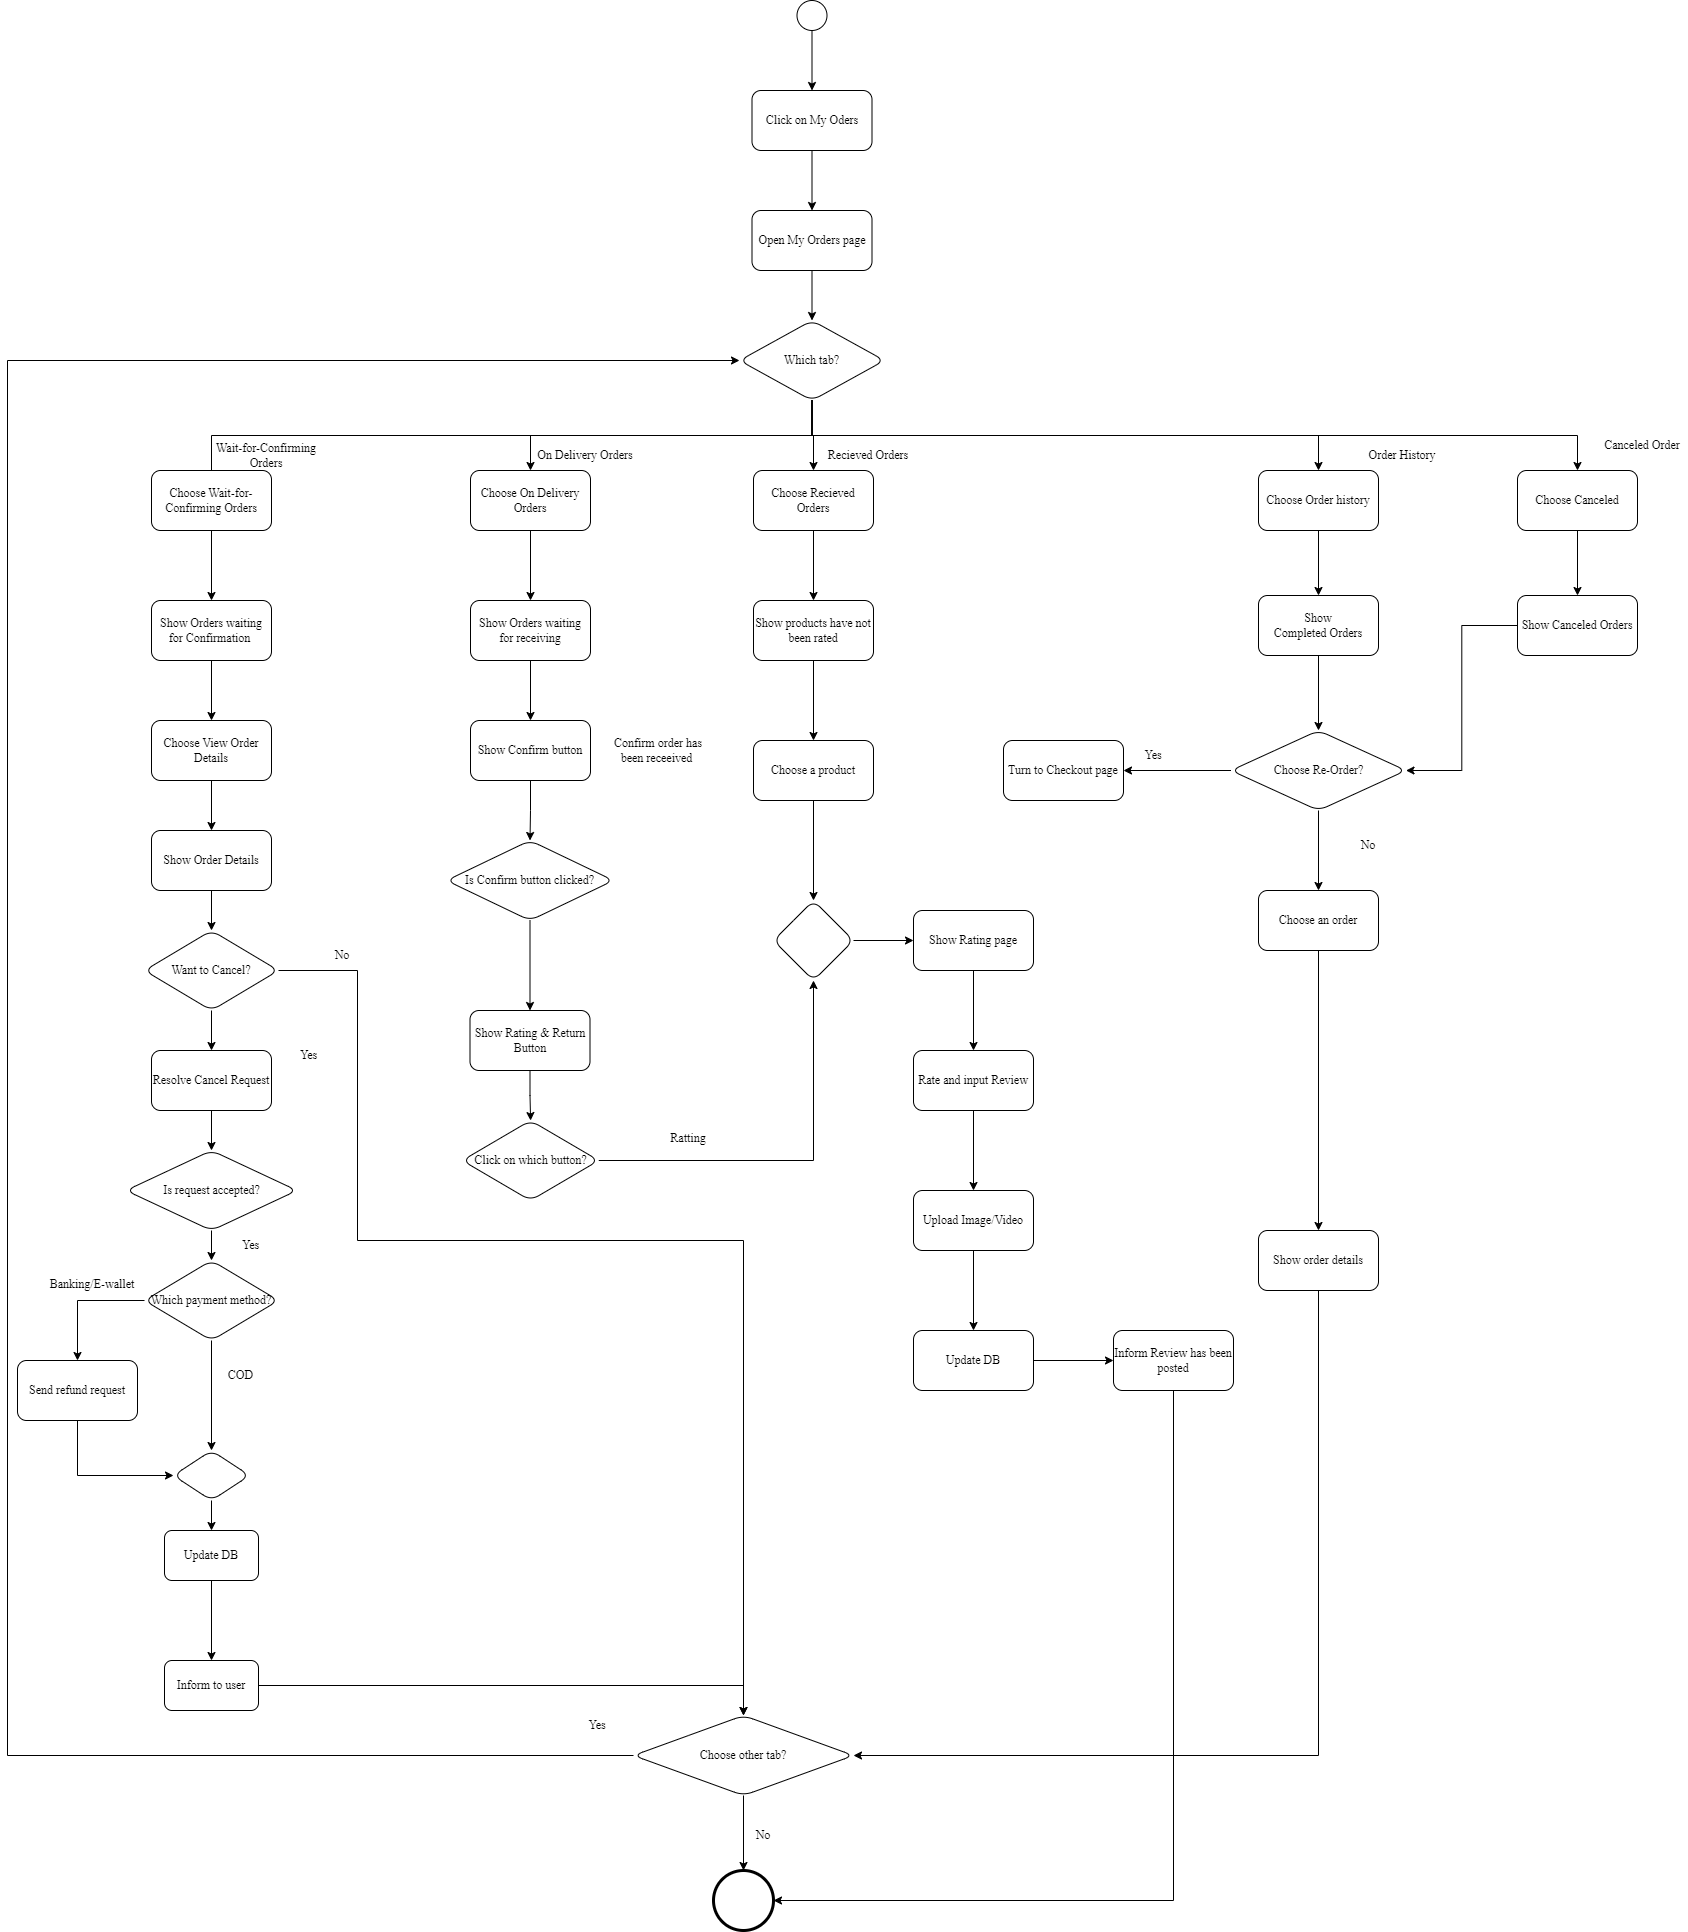 Click on My Oders
Open My Orders page
Which tab?
Wait-for-Confirming
Orders
On Delivery Orders
Recieved Orders
Order History
Canceled Order
Choose Wait-for-
Confirming Orders
Choose On Delivery
Orders
Choose Recieved
Orders
Choose Order history
Choose Canceled
Show Orders waiting
for Confirmation
Show Orders waiting
for receiving
Show products have not
been rated
Show
Completed Orders
Show Canceled Orders
Choose View Order
Details
Show Confirm button
Confirm order has
been receeived
Choose a product
Turn to Checkout page
Yes
Choose Re-Order?
No
Show Order Details
Is Confirm button clicked?
Choose an order
Want to Cancel?
No
Show Rating page
Show Rating & Return
Button
Resolve Cancel Request
Yes
Rate and input Review
Ratting
Click on which button?
Is request accepted?
Upload Image/Video
Yes
Show order details
Banking/E-wallet
Which payment method?
COD
Send refund request
Update DB
Inform Review has been
posted
Update DB
Inform to user
Yes
Choose other tab?
No